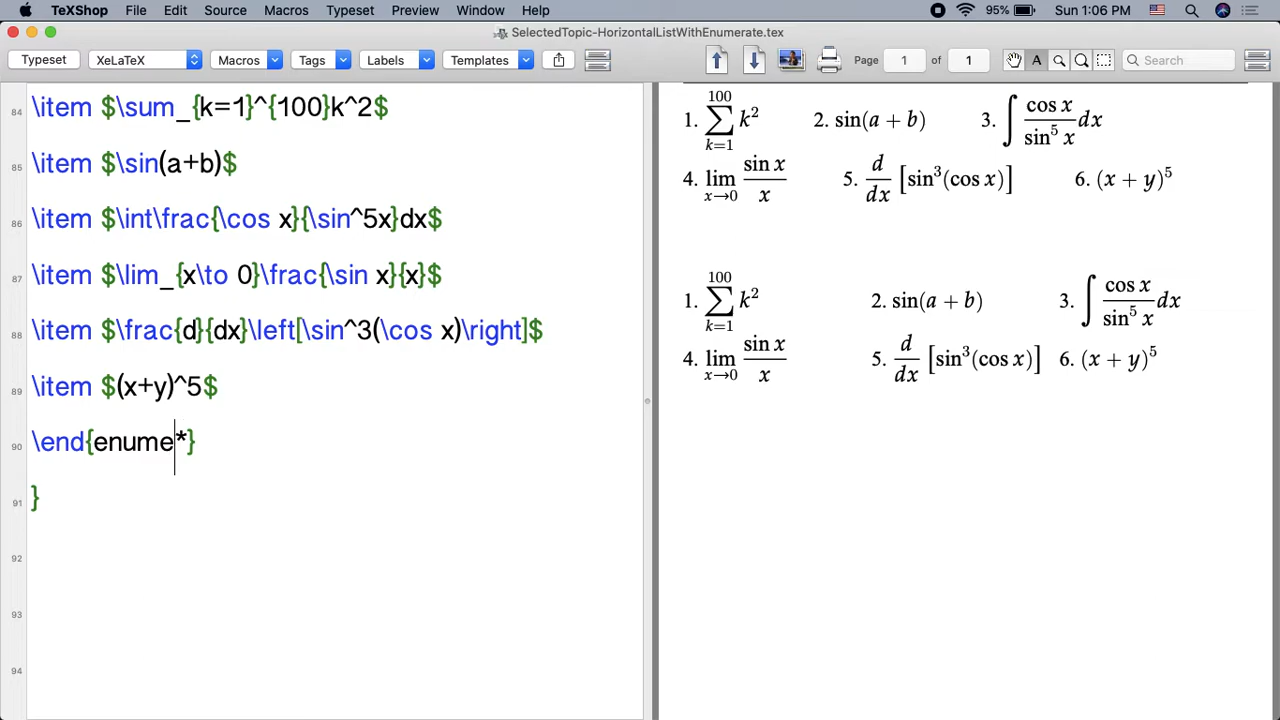 TeXShop File Edit Source Macros Typeset Preview Window Help 95% Sun 1:06 PM
SelectedTopic-HorizontalListWithEnumerate.tex
Typeset XeLaTeX Macros Tags Labels Templates Page 1 of 1 Search
84 \item $\sum_{k=1}^{100}k^2$
85 \item $\sin(a+b)$
86 \item $\int\frac{\cos x}{\sin^5x}dx$
87 \item $\lim_{x\to 0}\frac{\sin x}{x}$
88 \item $\frac{d}{dx}\left[\sin^3(\cos x)\right]$
89 \item $(x+y)^5$
90 \end{enume*}
91 }
92
93
94
1. ∑_{k=1}^{100} k² 2. sin(a + b) 3. ∫ cos x / sin⁵ x dx
4. lim_{x→0} sin x / x 5. d/dx [sin³(cos x)] 6. (x + y)⁵
1. ∑_{k=1}^{100} k² 2. sin(a + b) 3. ∫ cos x / sin⁵ x dx
4. lim_{x→0} sin x / x 5. d/dx [sin³(cos x)] 6. (x + y)⁵